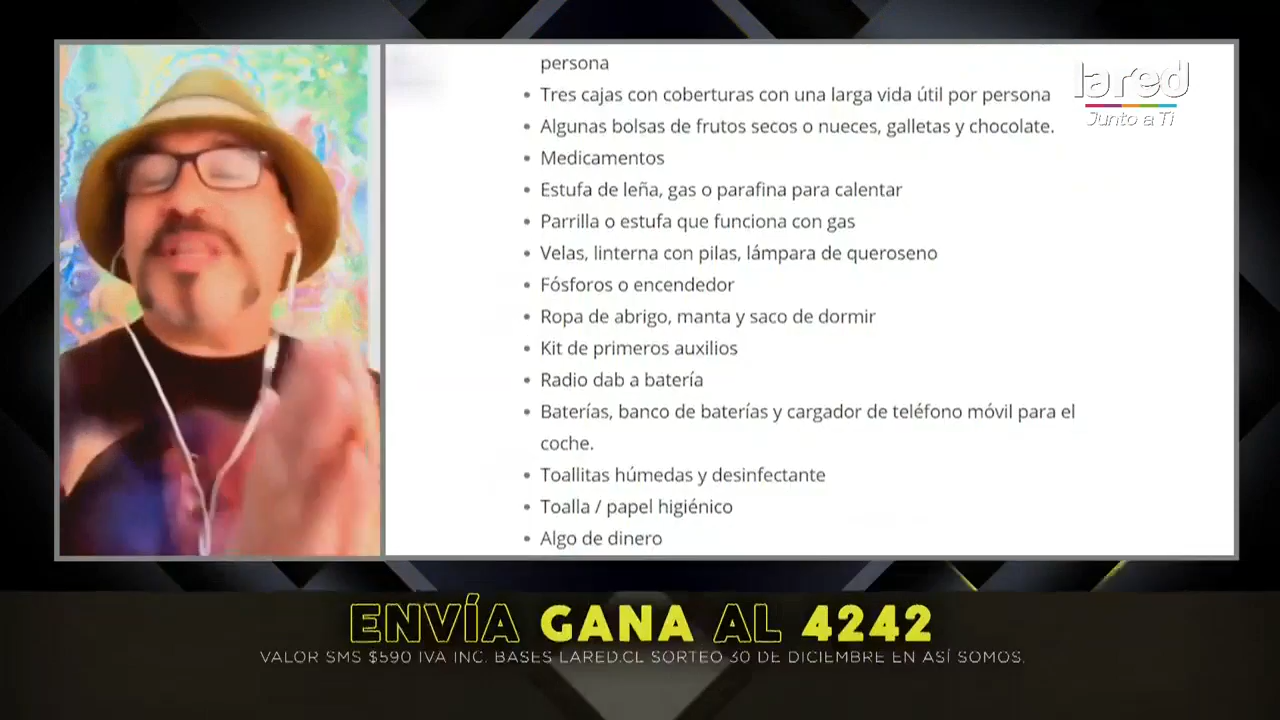 persona
• Tres cajas con coberturas con una larga vida útil por persona
• Algunas bolsas de frutos secos o nueces, galletas y chocolate.
• Medicamentos
• Estufa de leña, gas o parafina para calentar
• Parrilla o estufa que funciona con gas
• Velas, linterna con pilas, lámpara de queroseno
• Fósforos o encendedor
• Ropa de abrigo, manta y saco de dormir
• Kit de primeros auxilios
• Radio dab a batería
• Baterías, banco de baterías y cargador de teléfono móvil para el
coche.
• Toallitas húmedas y desinfectante
• Toalla / papel higiénico
• Algo de dinero
lared
Junto a Ti
ENVÍA GANA AL 4242
VALOR SMS $590 IVA INC. BASES LARED.CL SORTEO 30 DE DICIEMBRE EN ASÍ SOMOS.